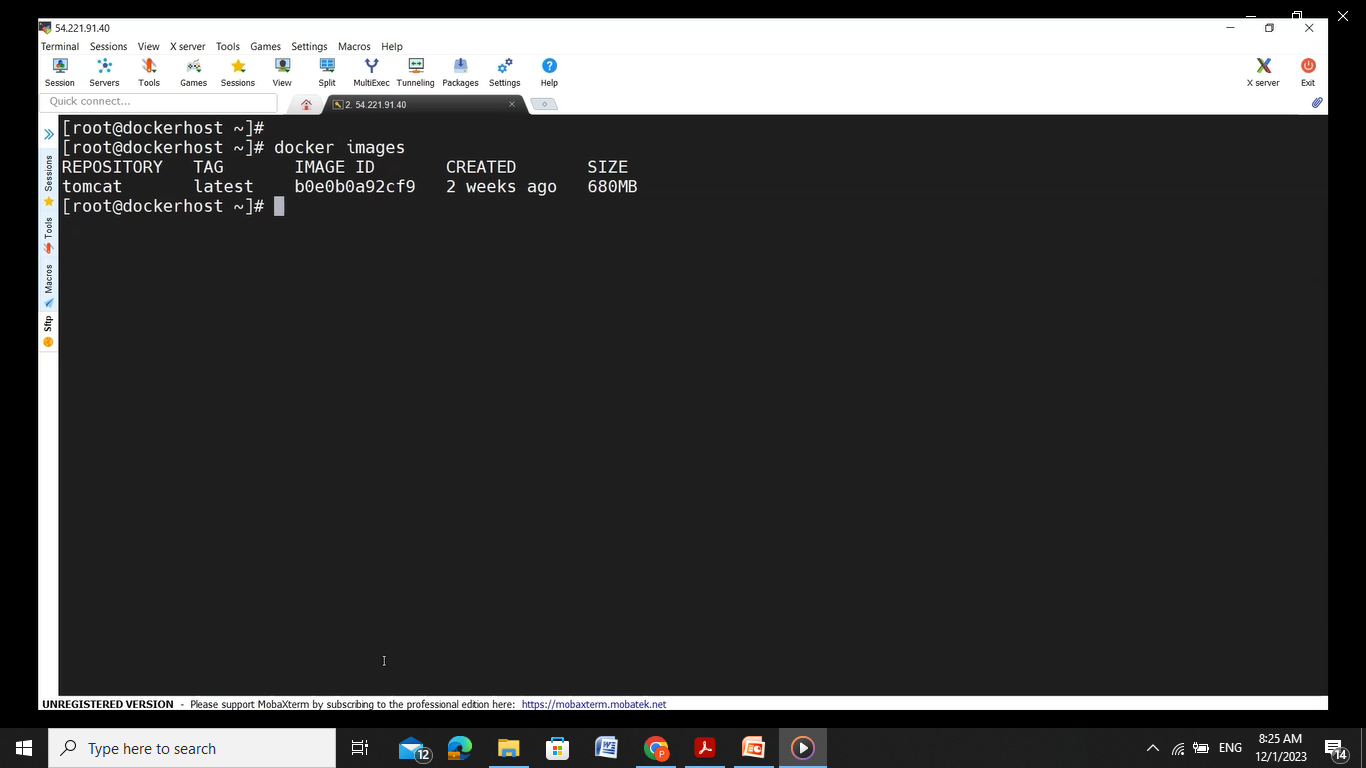 54.221.91.40
Terminal Sessions View X server Tools Games Settings Macros Help
Session Servers Tools Games Sessions View Split MultiExec Tunneling Packages Settings Help X server Exit
Quick connect...
2. 54.221.91.40
Sessions
Tools
Macros
Sftp
[root@dockerhost ~]#
[root@dockerhost ~]# docker images
REPOSITORY TAG IMAGE ID CREATED SIZE
tomcat latest b0e0b0a92cf9 2 weeks ago 680MB
[root@dockerhost ~]#
UNREGISTERED VERSION - Please support MobaXterm by subscribing to the professional edition here: https://mobaxterm.mobatek.net
Type here to search
12
P
ENG
8:25 AM
12/1/2023
14